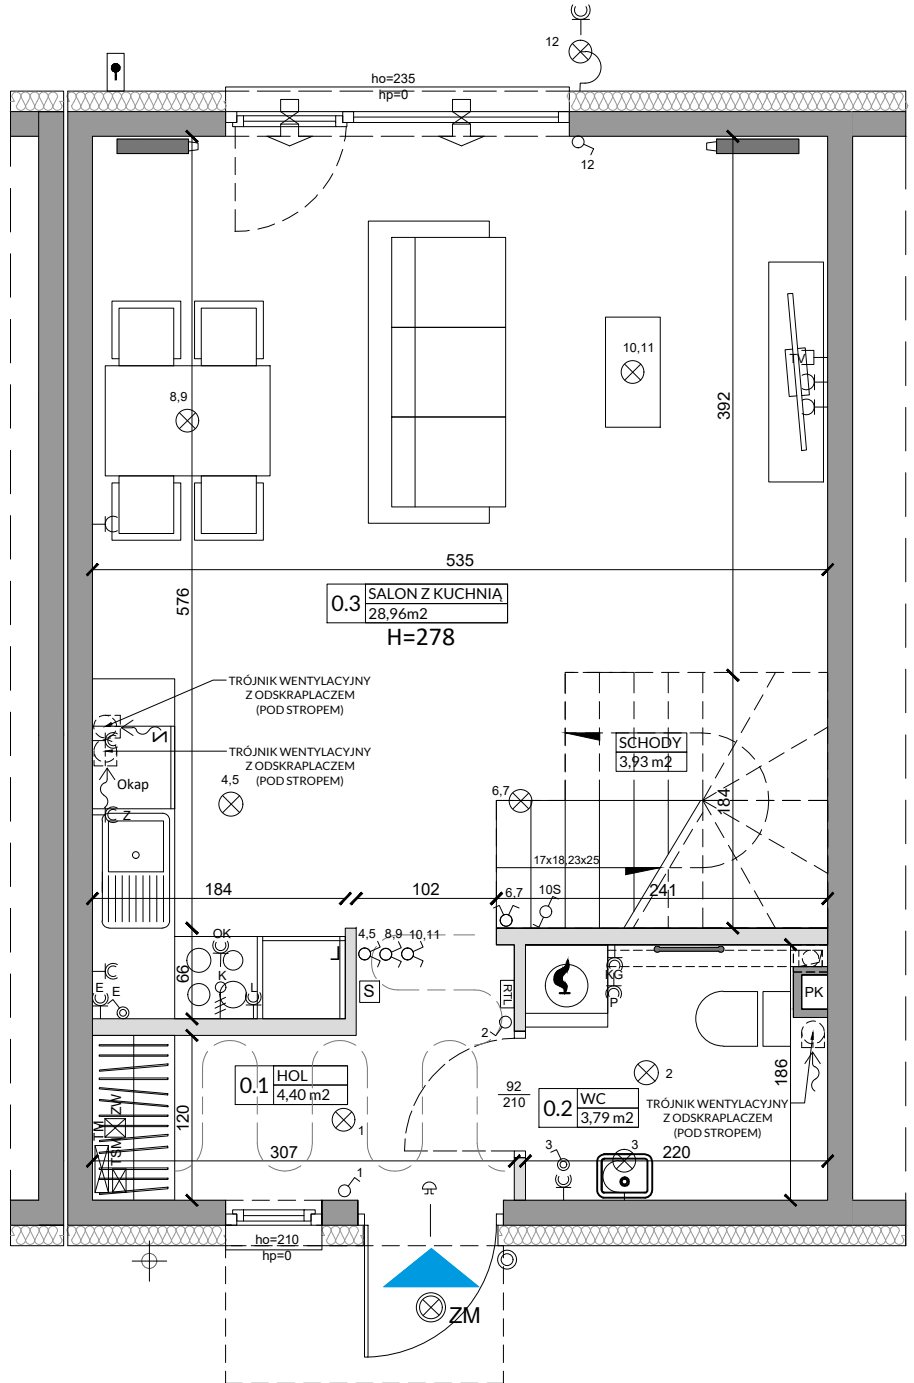 12
ho=235
hp=0
12
10,11
TV
8,9
392
535
576
0.3
SALON Z KUCHNIĄ
28,96m2
H=278
TRÓJNIK WENTYLACYJNY
Z ODSKRAPLACZEM
(POD STROPEM)
TRÓJNIK WENTYLACYJNY
Z ODSKRAPLACZEM
(POD STROPEM)
SCHODY
3,93 m2
Z
Okap
4,5
6,7
184
Z
17x18,23x25
184
102
6,7
10S
241
OK
4,5
8,9
10,11
66
K
L
L
E
E
S
RTL
KG
P
PK
2
0.1
HOL
4,40 m2
1
92
210
0.2
WC
3,79 m2
2
186
TRÓJNIK WENTYLACYJNY
Z ODSKRAPLACZEM
(POD STROPEM)
TM
ZW
TSM
120
307
220
1
3
3
ho=210
hp=0
ZM